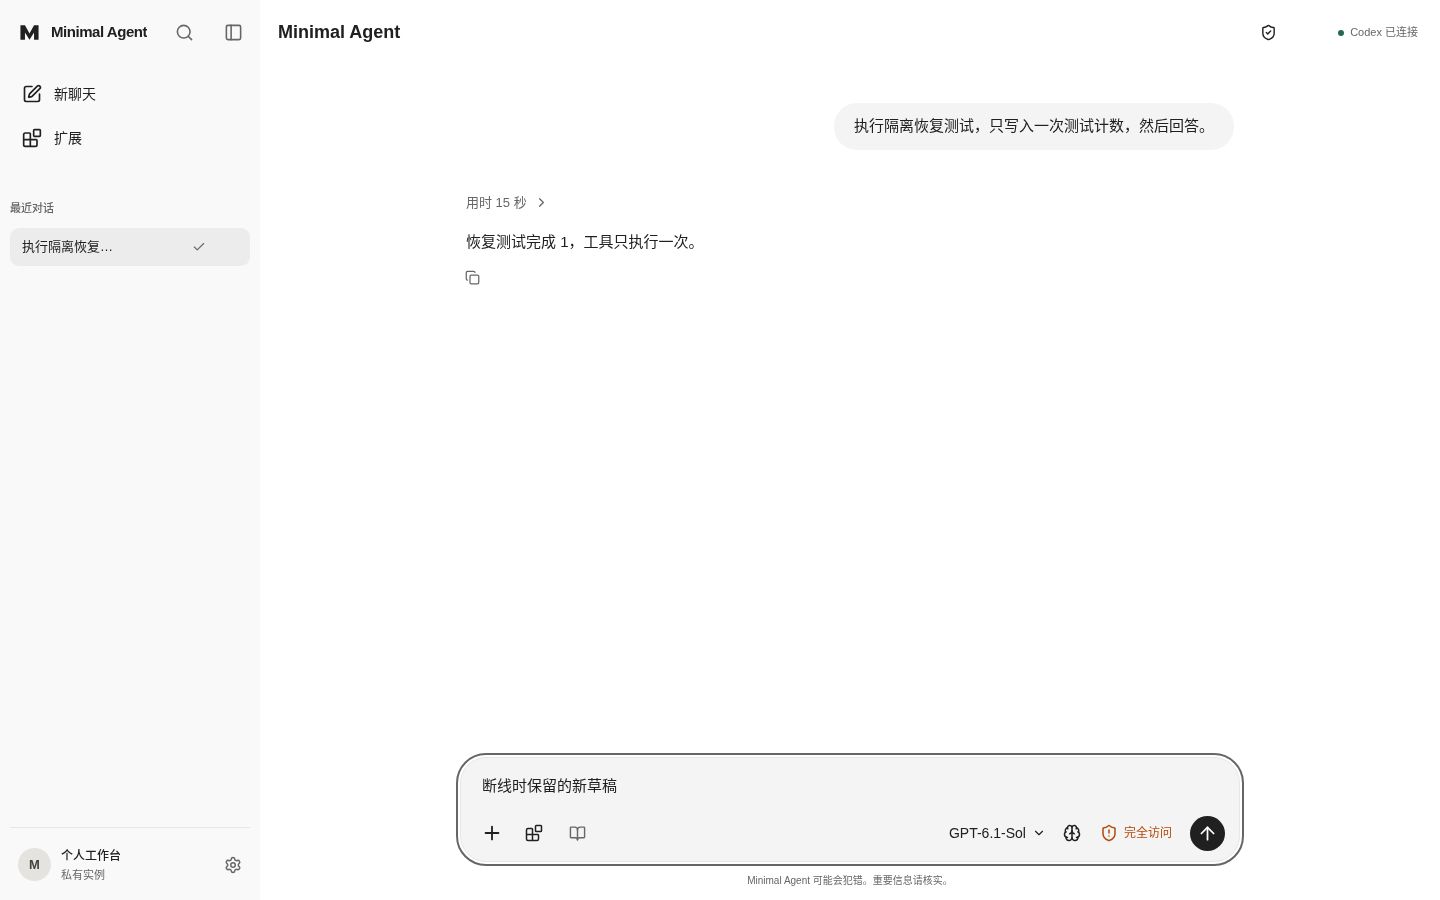 Minimal Agent
新聊天
扩展
最近对话
执行隔离恢复…
M
个人工作台
私有实例
Minimal Agent
Codex 已连接
执行隔离恢复测试，只写入一次测试计数，然后回答。
用时 15 秒
恢复测试完成 1，工具只执行一次。
断线时保留的新草稿
GPT-6.1-Sol
完全访问
Minimal Agent 可能会犯错。重要信息请核实。